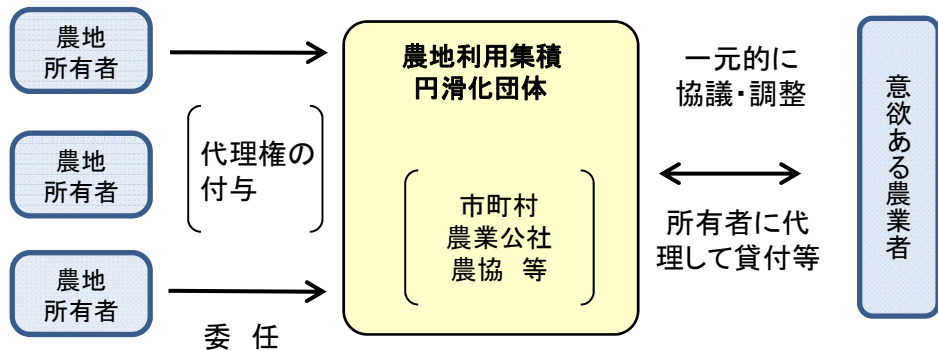 農地
所有者
農地
所有者
農地
所有者
代理権の
付与
委 任
農地利用集積
円滑化団体
市町村
農業公社
農協 等
一元的に
協議・調整
所有者に代
理して貸付等
意欲ある農業者